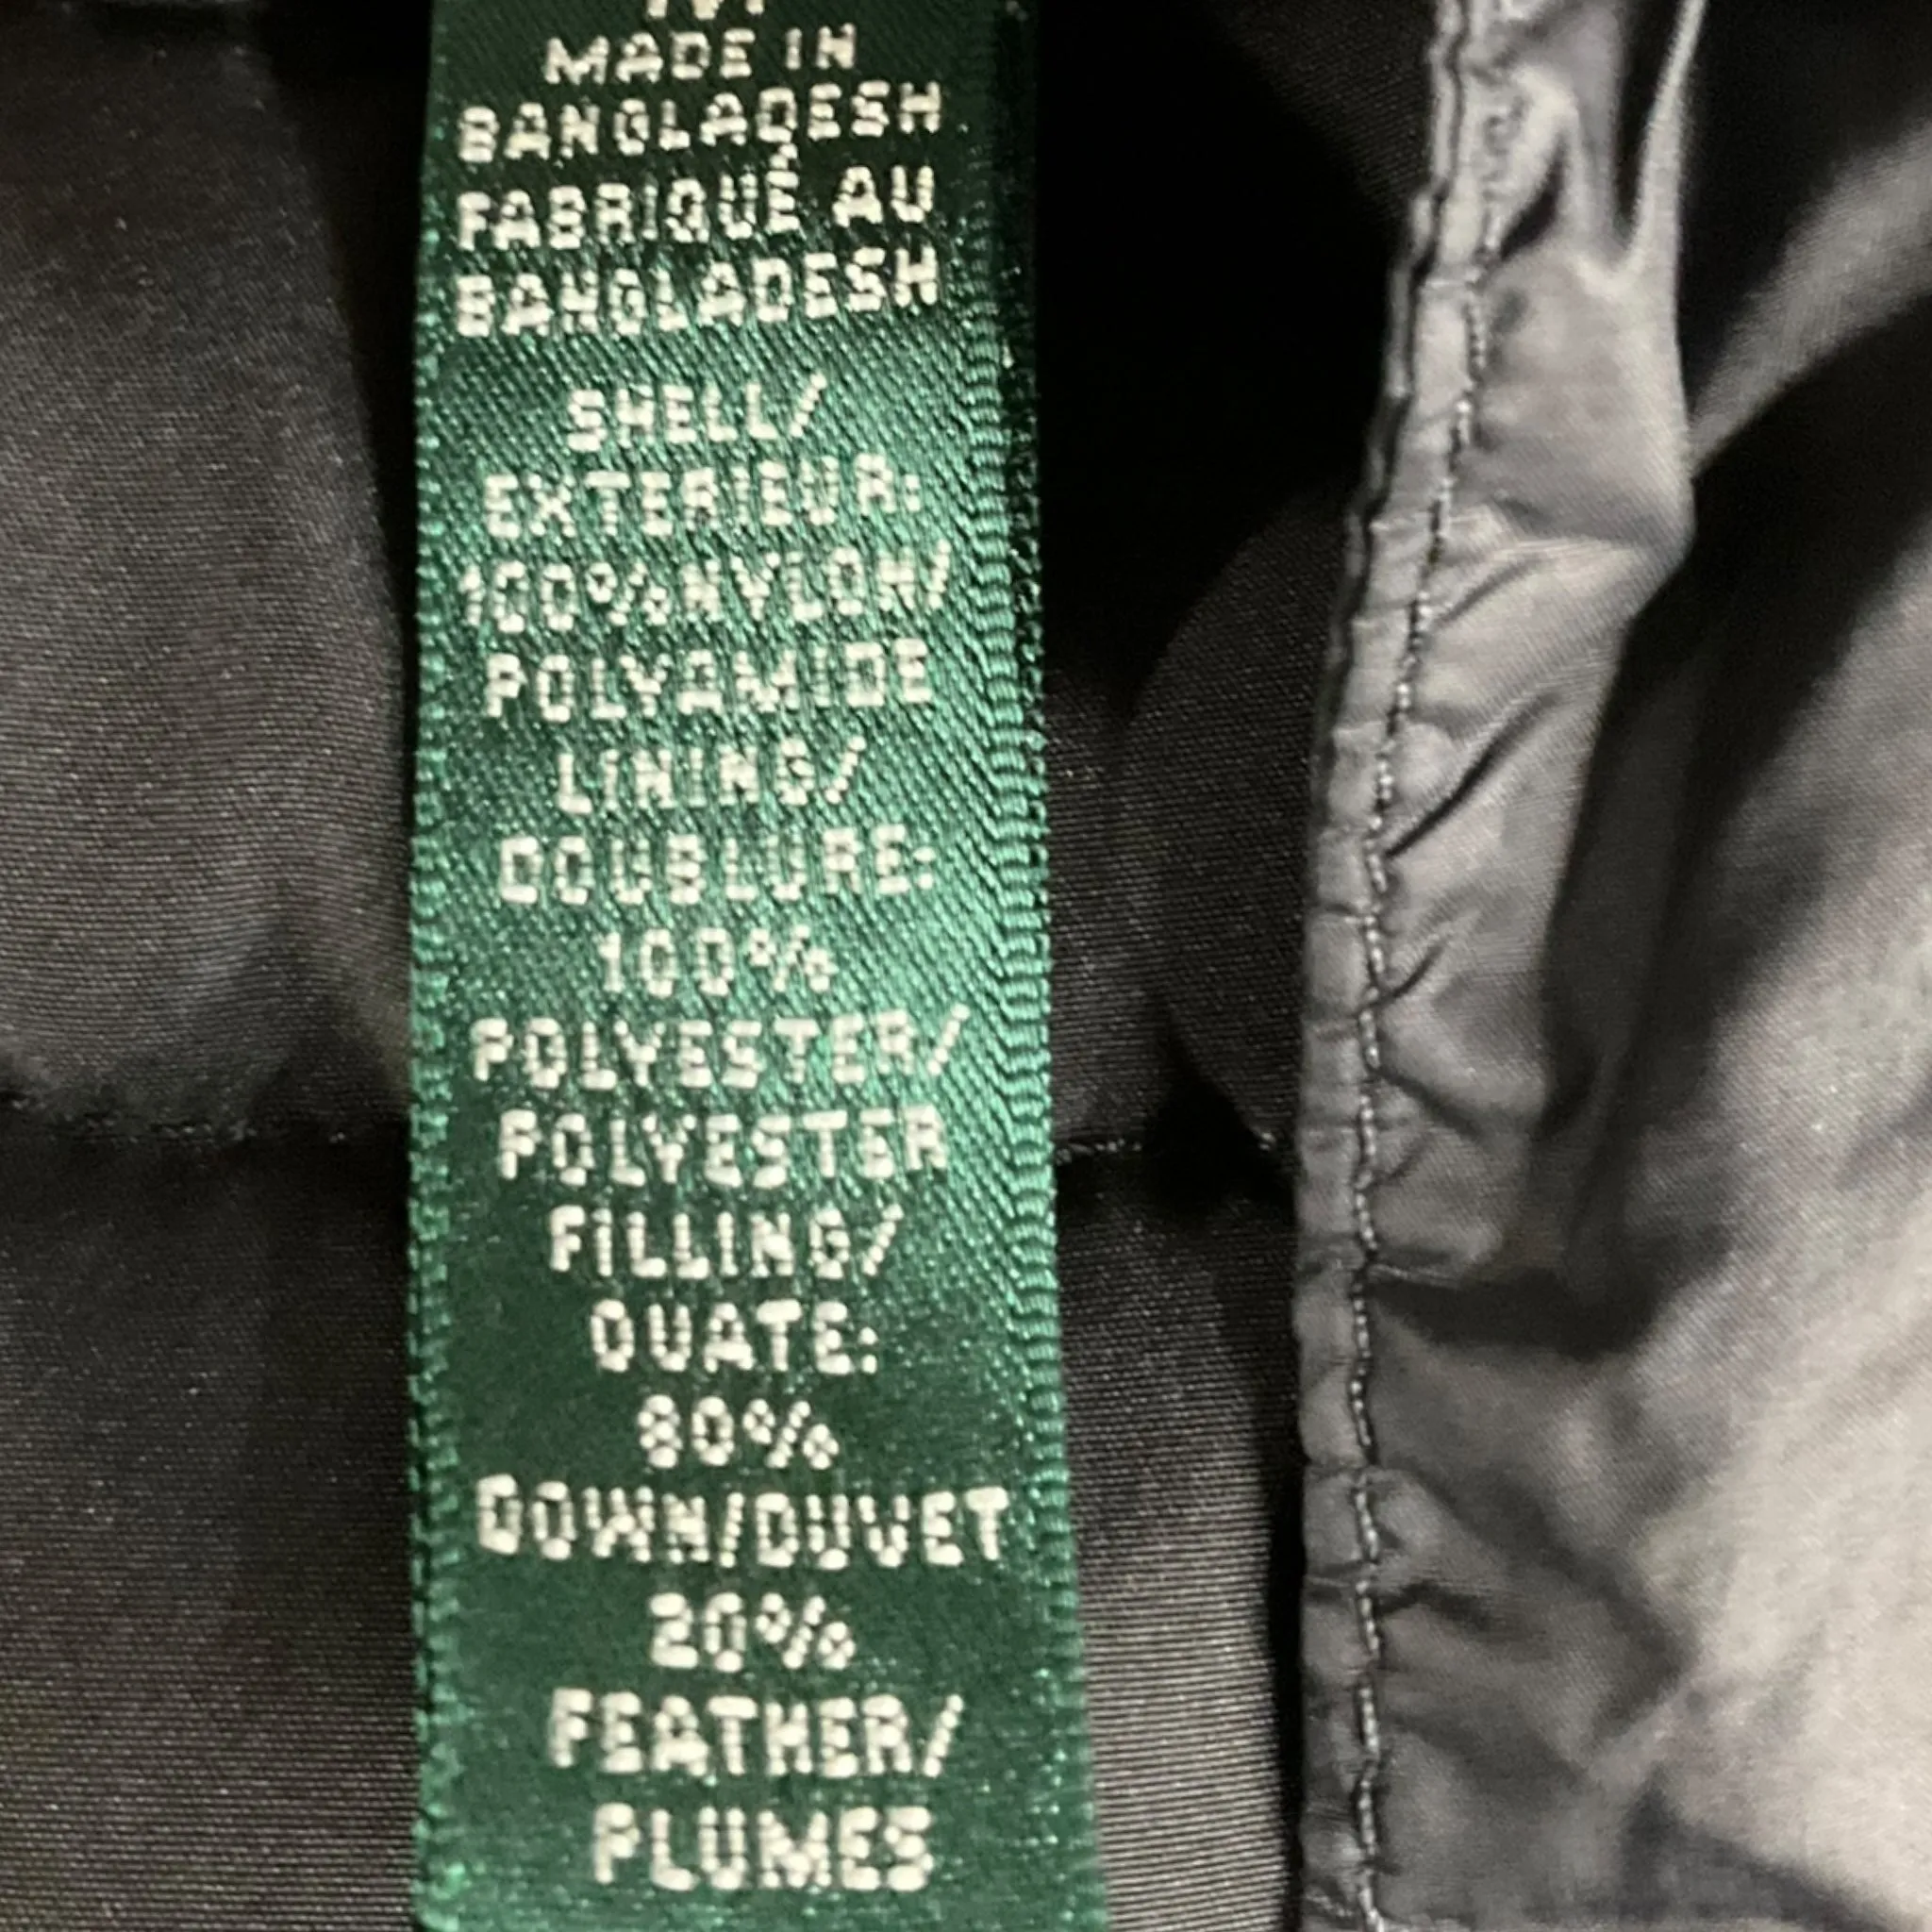 MADE IN
BANGLADESH
FABRIQUÉ AU
BANGLADESH
SHELL/
EXTERIEUR:
100% NYLON/
POLYAMIDE
LINING/
DOUBLURE:
100%
POLYESTER/
POLYESTER
FILLING/
OUATE:
80%
DOWN/DUVET
20%
FEATHER/
PLUMES